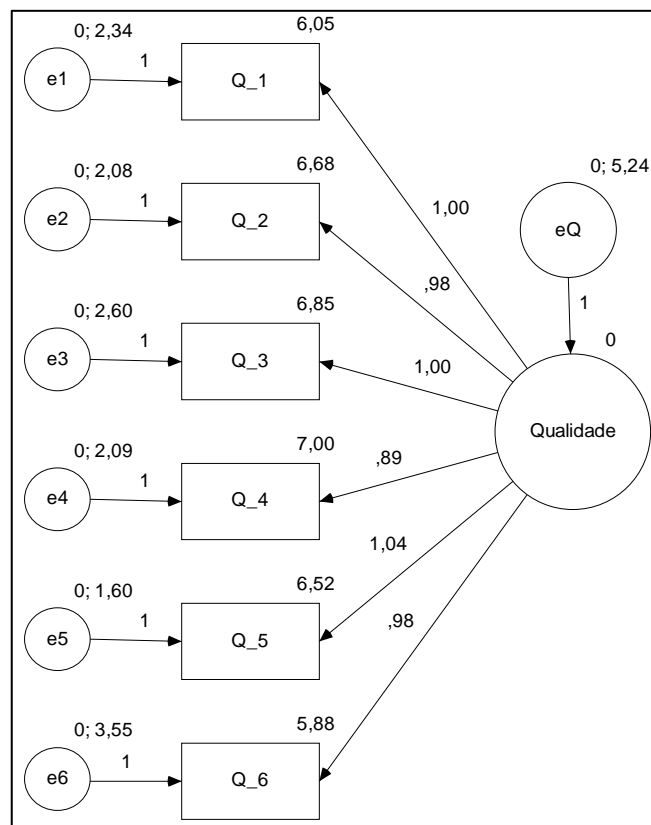 0; 2,34
6,05
e1
1
Q_1
0; 2,08
6,68
e2
1
Q_2
1,00
0; 5,24
eQ
,98
1
0; 2,60
6,85
e3
1
Q_3
1,00
0
Qualidade
0; 2,09
7,00
e4
1
Q_4
,89
0; 1,60
6,52
e5
1
Q_5
1,04
0; 3,55
5,88
e6
1
Q_6
,98